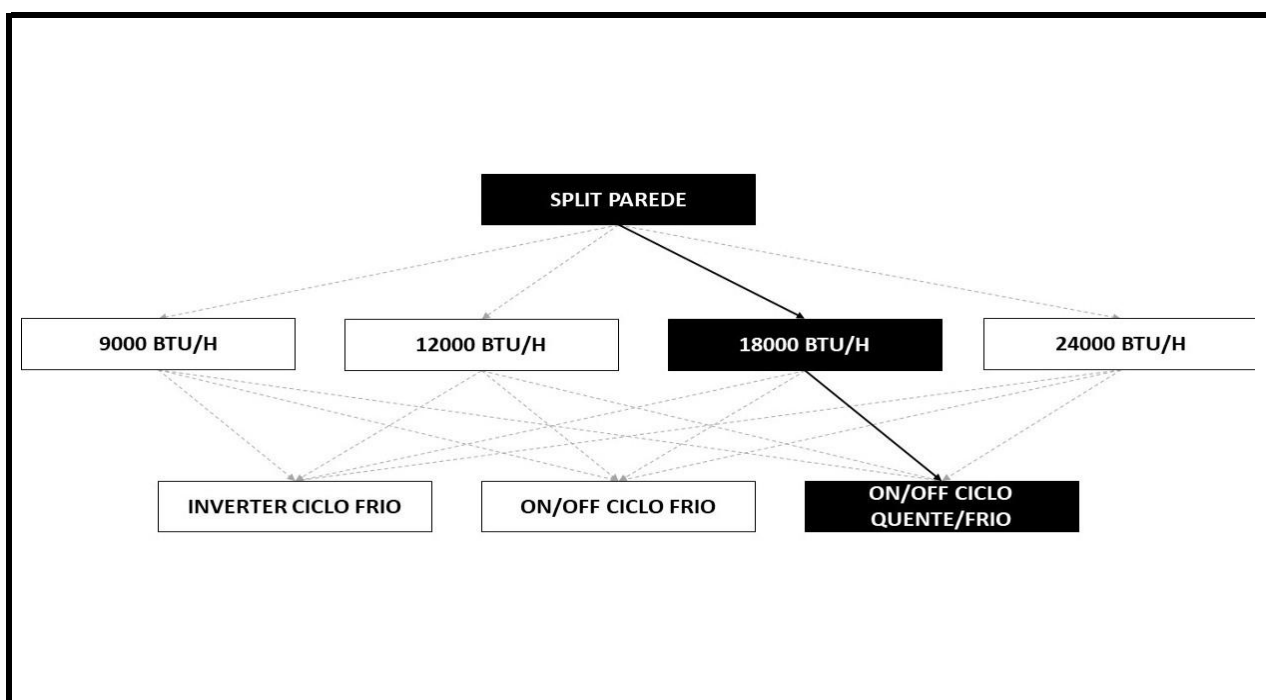 SPLIT PAREDE
9000 BTU/H
12000 BTU/H
18000 BTU/H
24000 BTU/H
INVERTER CICLO FRIO
ON/OFF CICLO FRIO
ON/OFF CICLO
QUENTE/FRIO